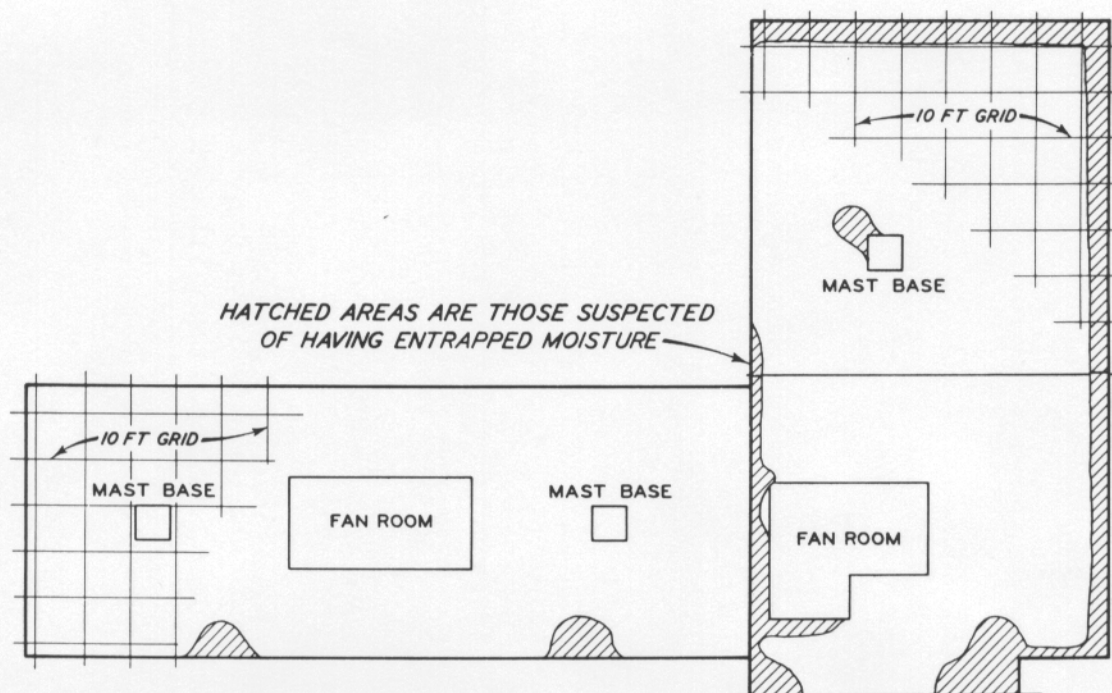 10 FT GRID
MAST BASE
HATCHED AREAS ARE THOSE SUSPECTED
OF HAVING ENTRAPPED MOISTURE
10 FT GRID
MAST BASE
FAN ROOM
MAST BASE
FAN ROOM